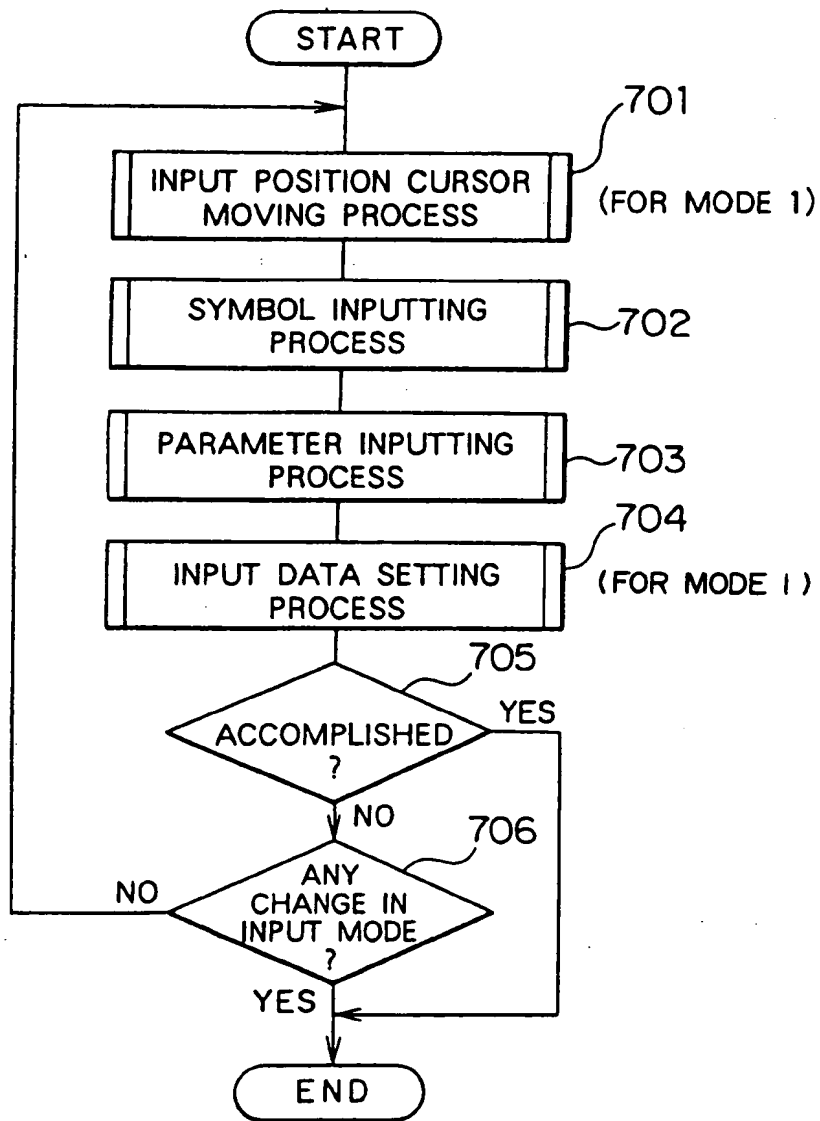 START
701
INPUT POSITION CURSOR
MOVING PROCESS
(FOR MODE 1)
SYMBOL INPUTTING
PROCESS
702
PARAMETER INPUTTING
PROCESS
703
704
INPUT DATA SETTING
PROCESS
(FOR MODE 1)
705
YES
ACCOMPLISHED
?
NO
706
NO
ANY
CHANGE IN
INPUT MODE
?
YES
END